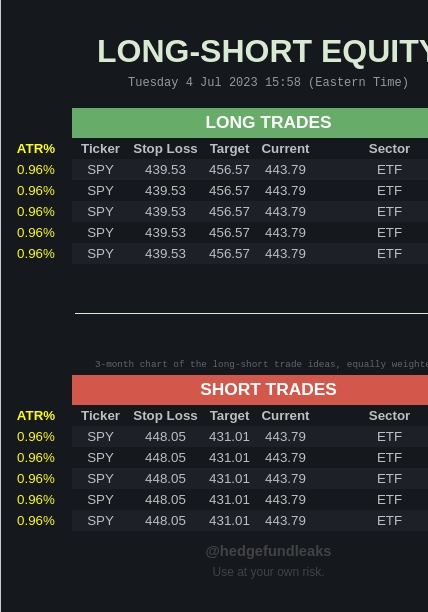 LONG-SHORT EQUITY
Tuesday 4 Jul 2023 15:58 (Eastern Time)
LONG TRADES
ATR% Ticker Stop Loss Target Current Sector
0.96% SPY 439.53 456.57 443.79 ETF
0.96% SPY 439.53 456.57 443.79 ETF
0.96% SPY 439.53 456.57 443.79 ETF
0.96% SPY 439.53 456.57 443.79 ETF
0.96% SPY 439.53 456.57 443.79 ETF
3-month chart of the long-short trade ideas, equally weighte
SHORT TRADES
ATR% Ticker Stop Loss Target Current Sector
0.96% SPY 448.05 431.01 443.79 ETF
0.96% SPY 448.05 431.01 443.79 ETF
0.96% SPY 448.05 431.01 443.79 ETF
0.96% SPY 448.05 431.01 443.79 ETF
0.96% SPY 448.05 431.01 443.79 ETF
@hedgefundleaks
Use at your own risk.